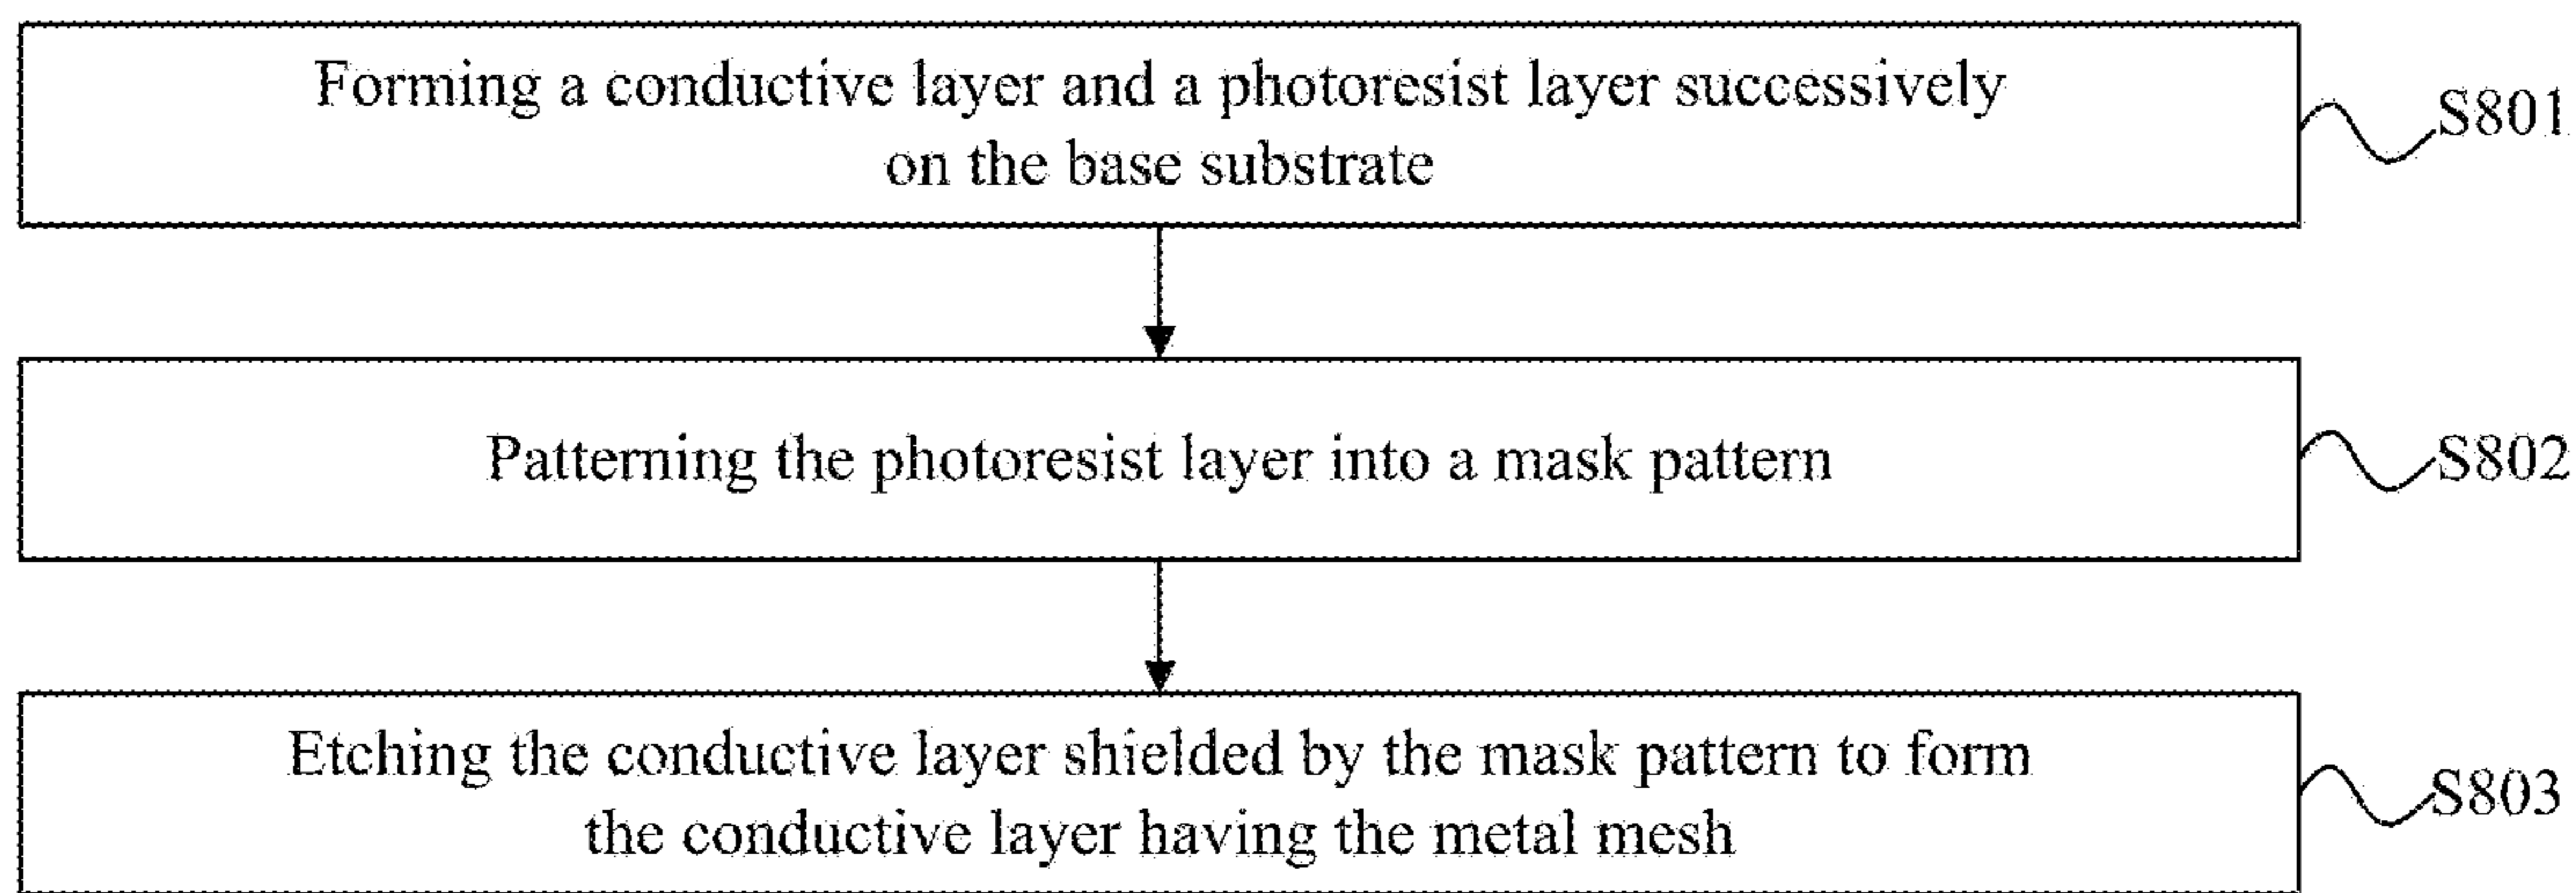 Forming a conductive layer and a photoresist layer successively
on the base substrate
S801
Patterning the photoresist layer into a mask pattern
S802
Etching the conductive layer shielded by the mask pattern to form
the conductive layer having the metal mesh
S803